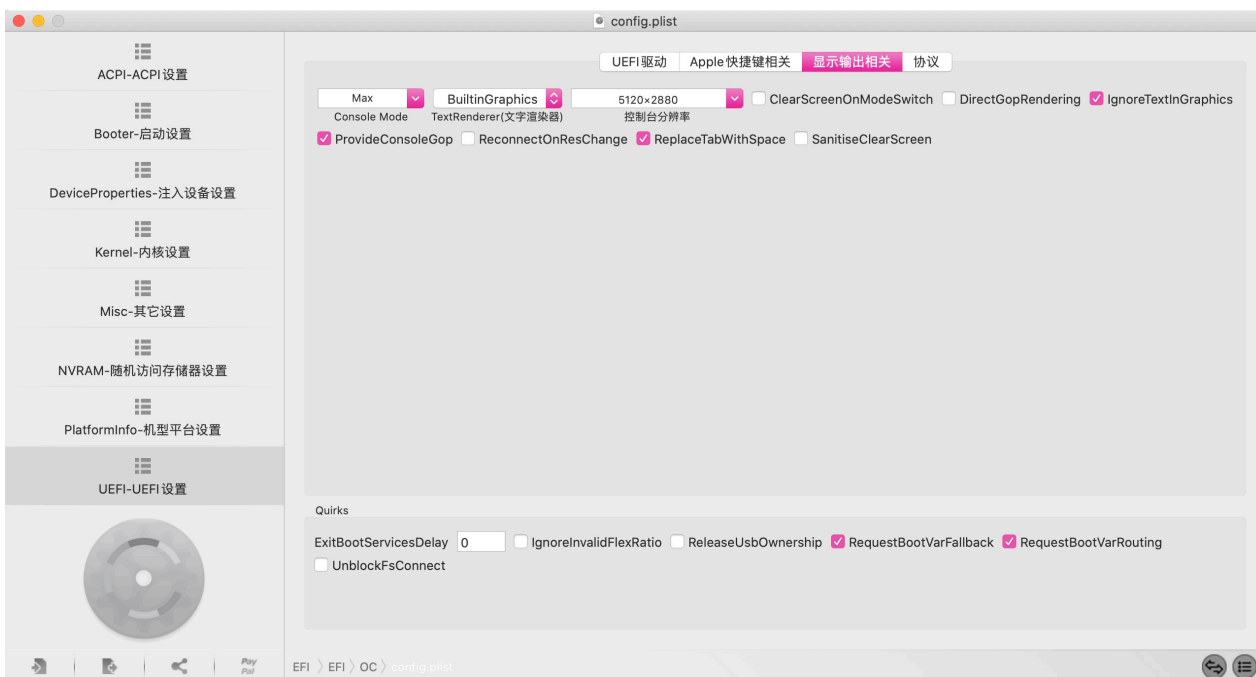 config.plist
ACPI-ACPI设置
Booter-启动设置
DeviceProperties-注入设备设置
Kernel-内核设置
Misc-其它设置
NVRAM-随机访问存储器设置
PlatformInfo-机型平台设置
UEFI-UEFI设置
Pay
Pal
UEFI驱动 Apple快捷键相关 显示输出相关 协议
Max BuiltinGraphics 5120×2880 ClearScreenOnModeSwitch DirectGopRendering IgnoreTextInGraphics
Console Mode TextRenderer(文字渲染器) 控制台分辨率
ProvideConsoleGop ReconnectOnResChange ReplaceTabWithSpace SanitiseClearScreen
Quirks
ExitBootServicesDelay 0 IgnoreInvalidFlexRatio ReleaseUsbOwnership RequestBootVarFallback RequestBootVarRouting
UnblockFsConnect
EFI 〉 EFI 〉 OC 〉 config.plist